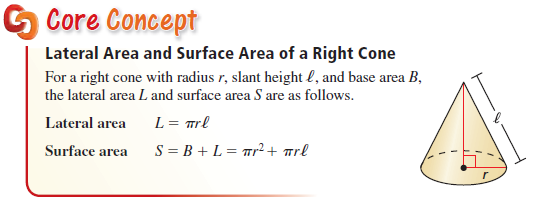 Core Concept
Lateral Area and Surface Area of a Right Cone
For a right cone with radius r, slant height ℓ, and base area B,
the lateral area L and surface area S are as follows.
Lateral area L = πrℓ
Surface area S = B + L = πr² + πrℓ
ℓ
r